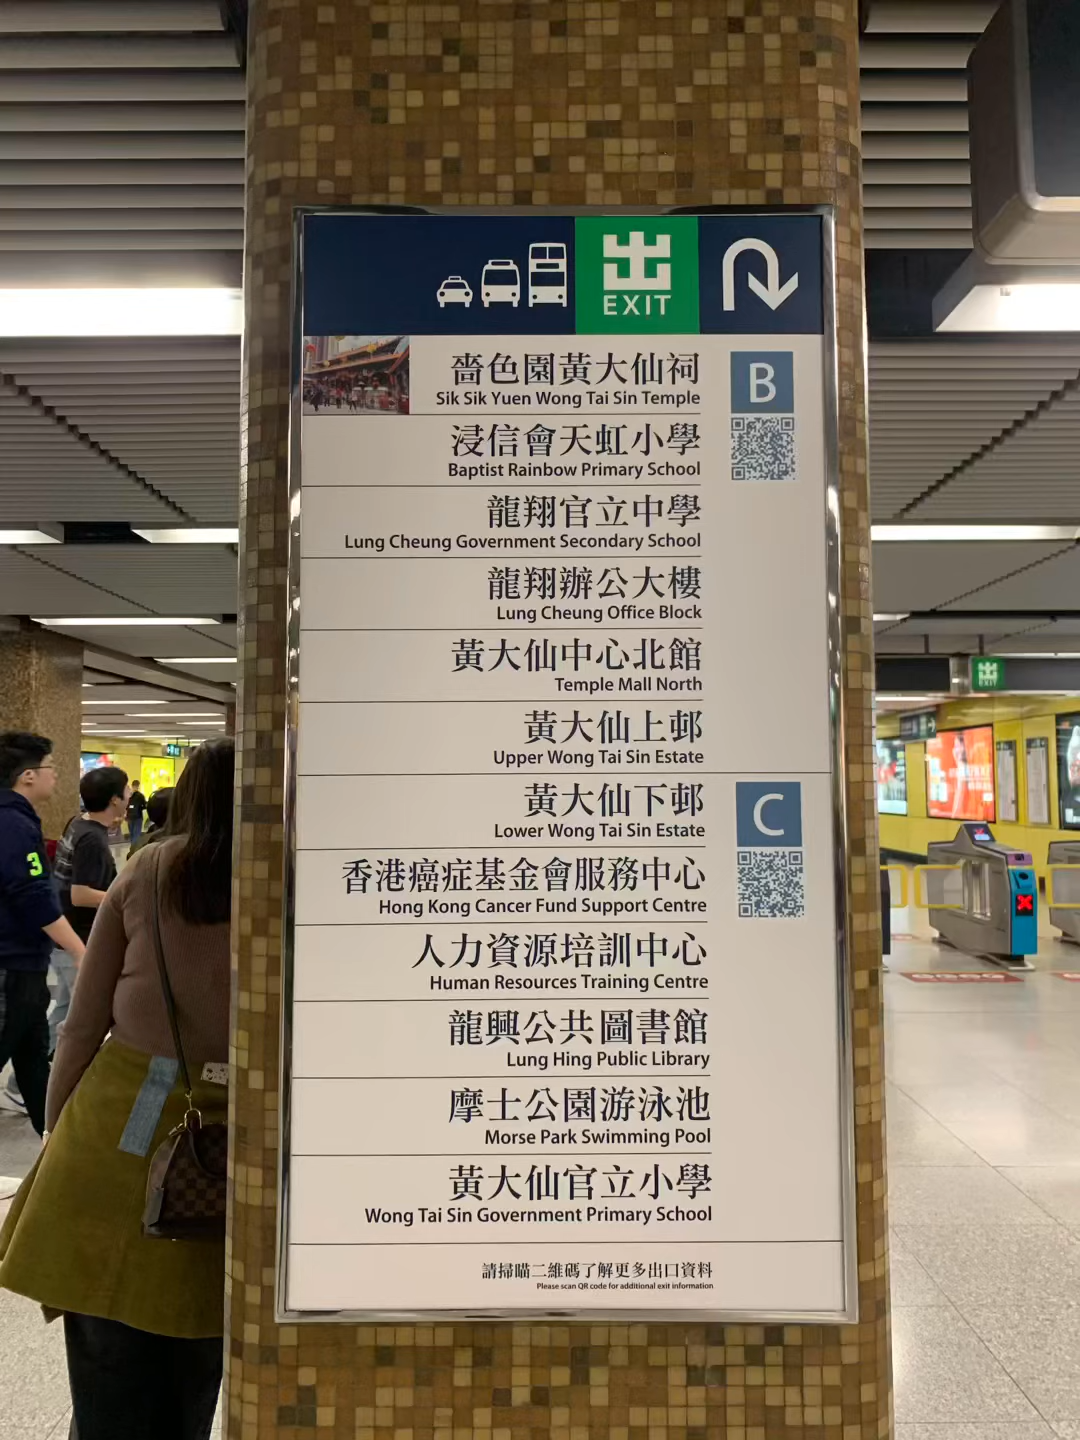 出
EXIT
嗇色園黃大仙祠
Sik Sik Yuen Wong Tai Sin Temple
B
浸信會天虹小學
Baptist Rainbow Primary School
龍翔官立中學
Lung Cheung Government Secondary School
龍翔辦公大樓
Lung Cheung Office Block
黃大仙中心北館
Temple Mall North
黃大仙上邨
Upper Wong Tai Sin Estate
黃大仙下邨
Lower Wong Tai Sin Estate
C
香港癌症基金會服務中心
Hong Kong Cancer Fund Support Centre
人力資源培訓中心
Human Resources Training Centre
龍興公共圖書館
Lung Hing Public Library
摩士公園游泳池
Morse Park Swimming Pool
黃大仙官立小學
Wong Tai Sin Government Primary School
請掃瞄二維碼了解更多出口資料
Please scan QR code for additional exit information
出
EXIT
3